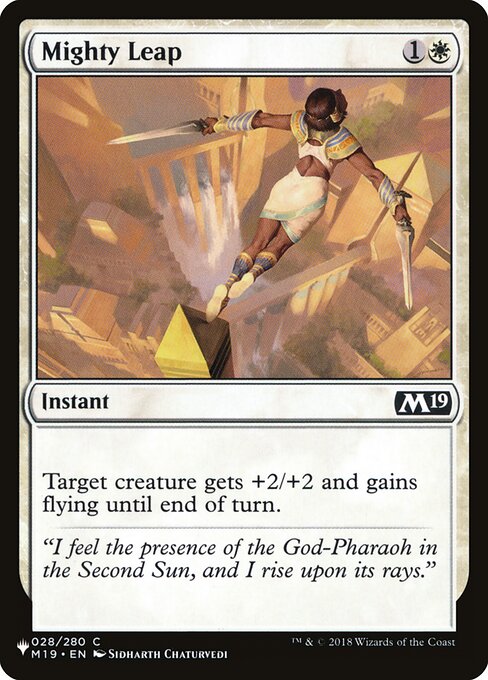 Mighty Leap 1
Instant M19
Target creature gets +2/+2 and gains
flying until end of turn.
“I feel the presence of the God-Pharaoh in
the Second Sun, and I rise upon its rays.”
028/280 C
M19 • EN Sidharth Chaturvedi
™ & © 2018 Wizards of the Coast